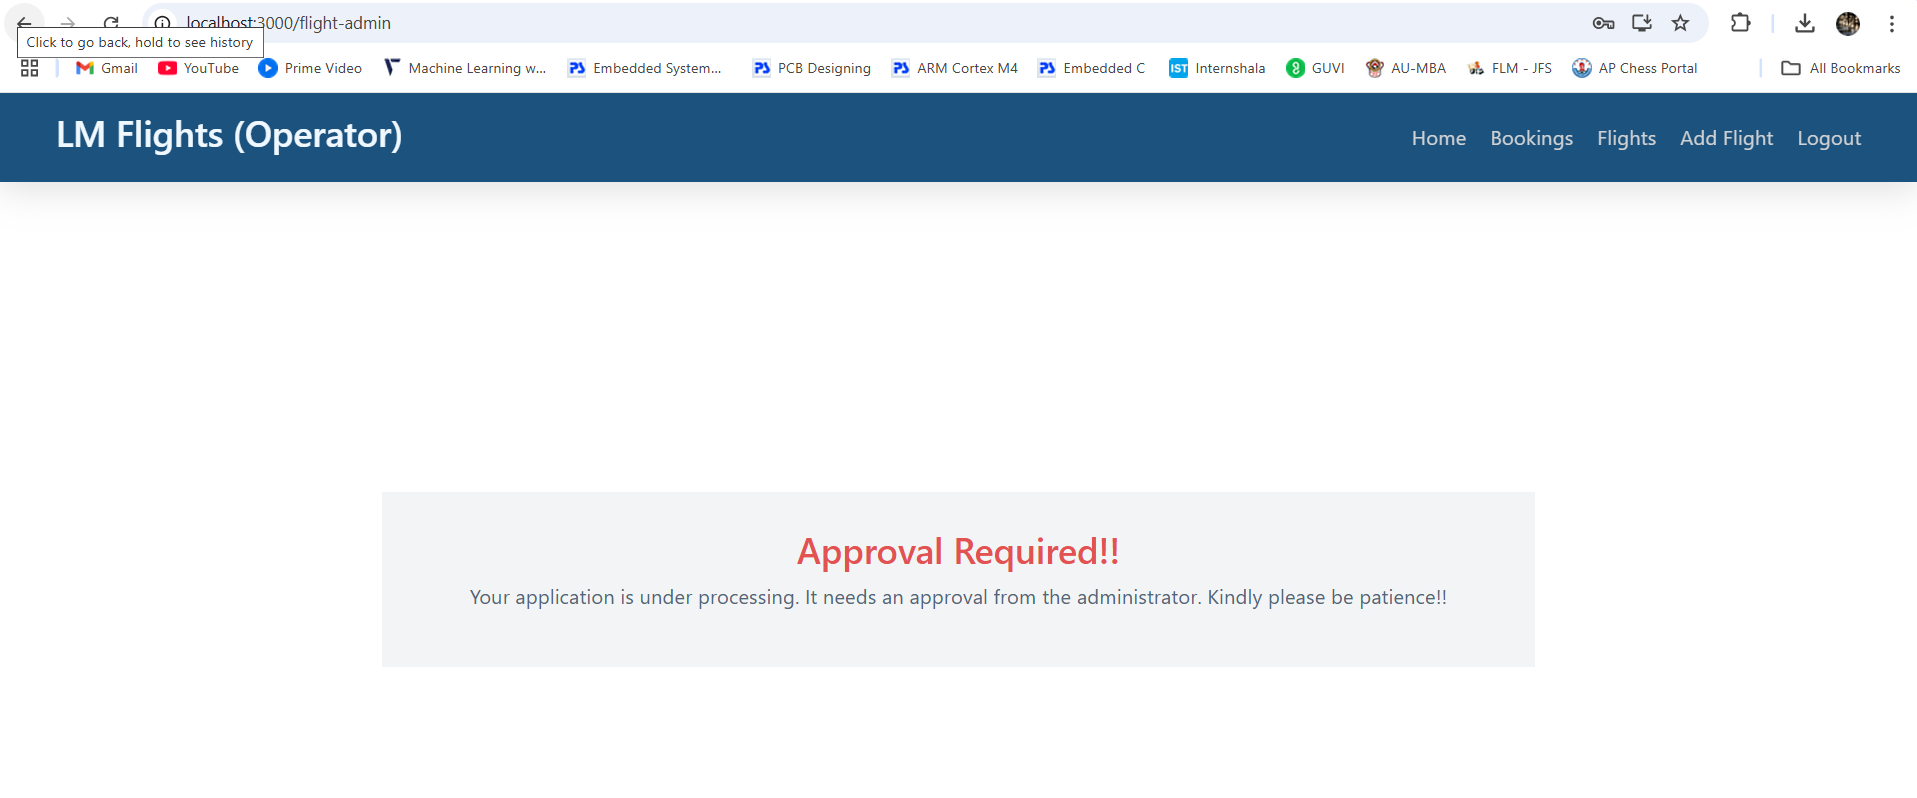 localhost:3000/flight-admin
Click to go back, hold to see history
Gmail YouTube Prime Video Machine Learning w... Embedded System... PCB Designing ARM Cortex M4 Embedded C Internshala GUVI AU-MBA FLM - JFS AP Chess Portal All Bookmarks
LM Flights (Operator) Home Bookings Flights Add Flight Logout
Approval Required!!
Your application is under processing. It needs an approval from the administrator. Kindly please be patience!!